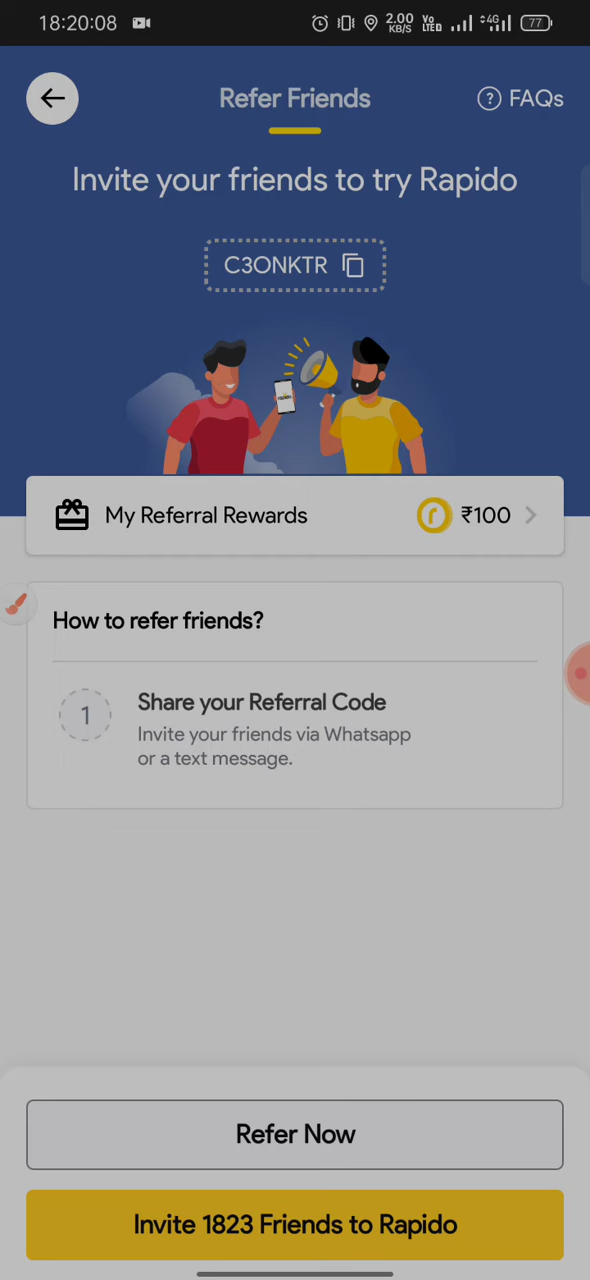 18:20:08 2.00 KB/S Vo LTED 4G 77
Refer Friends
? FAQs
Invite your friends to try Rapido
C3ONKTR
My Referral Rewards r ₹100
How to refer friends?
1
Share your Referral Code
Invite your friends via Whatsapp
or a text message.
Refer Now
Invite 1823 Friends to Rapido